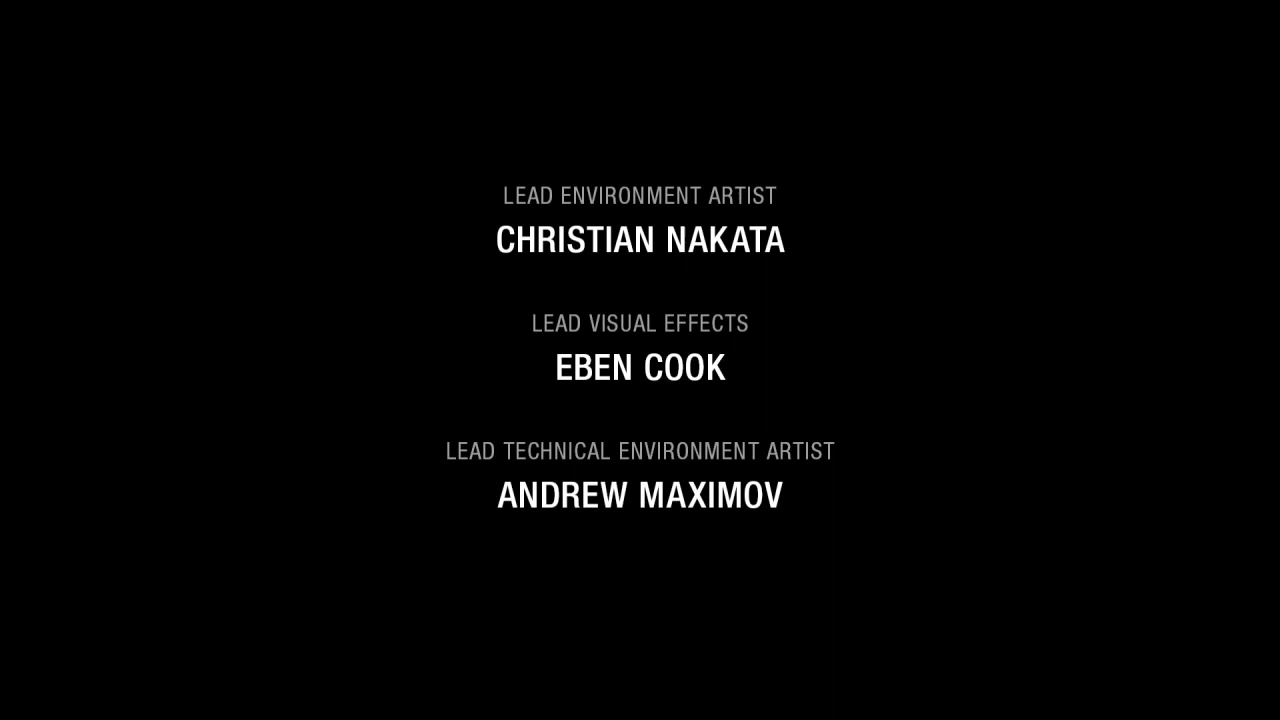 LEAD ENVIRONMENT ARTIST
CHRISTIAN NAKATA
LEAD VISUAL EFFECTS
EBEN COOK
LEAD TECHNICAL ENVIRONMENT ARTIST
ANDREW MAXIMOV